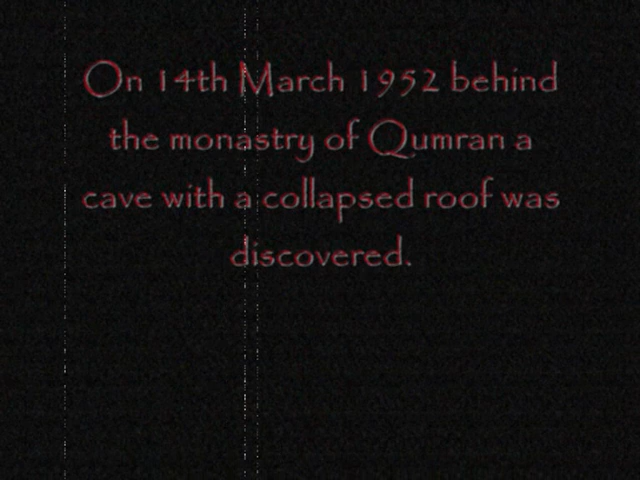 On 14th March 1952 behind
the monastry of Qumran a
cave with a collapsed roof was
discovered.